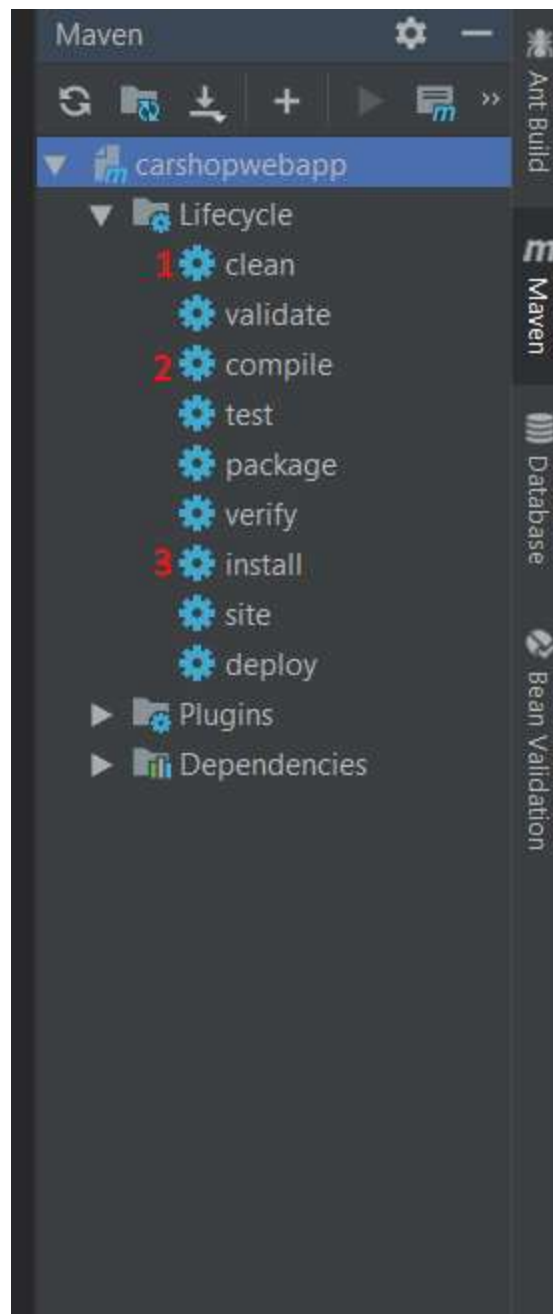 Maven
carshopwebapp
Lifecycle
1 clean
validate
2 compile
test
package
verify
3 install
site
deploy
Plugins
Dependencies
Ant Build
m Maven
Database
Bean Validation